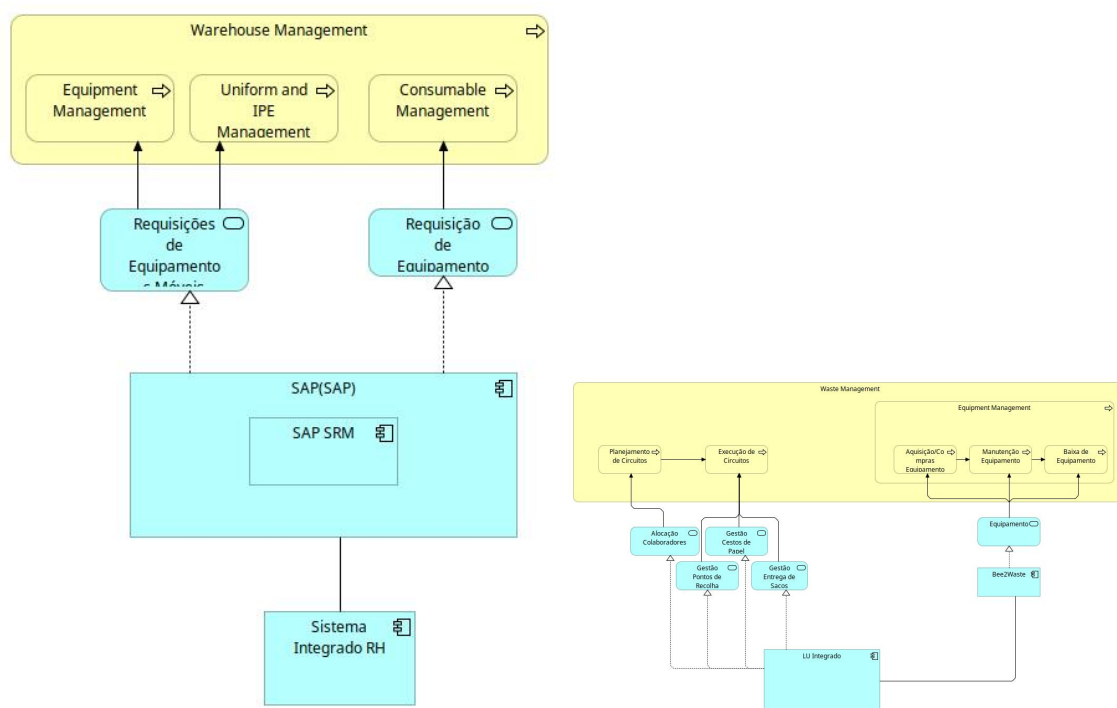 Warehouse Management
Equipment
Management
Uniform and
IPE
Management
Consumable
Management
Requisições
de
Equipamento
s Móveis
Requisição
de
Equipamento
SAP(SAP)
SAP SRM
Sistema
Integrado RH
Waste Management
Equipment Management
Planejamento
de Circuitos
Execução de
Circuitos
Aquisição/Co
mpras
Equipamento
Manutenção
Equipamento
Baixa de
Equipamento
Alocação
Colaboradores
Gestão
Cestos de
Papel
Equipamento
Gestão
Pontos de
Recolha
Gestão
Entrega de
Sacos
Bee2Waste
LU Integrado